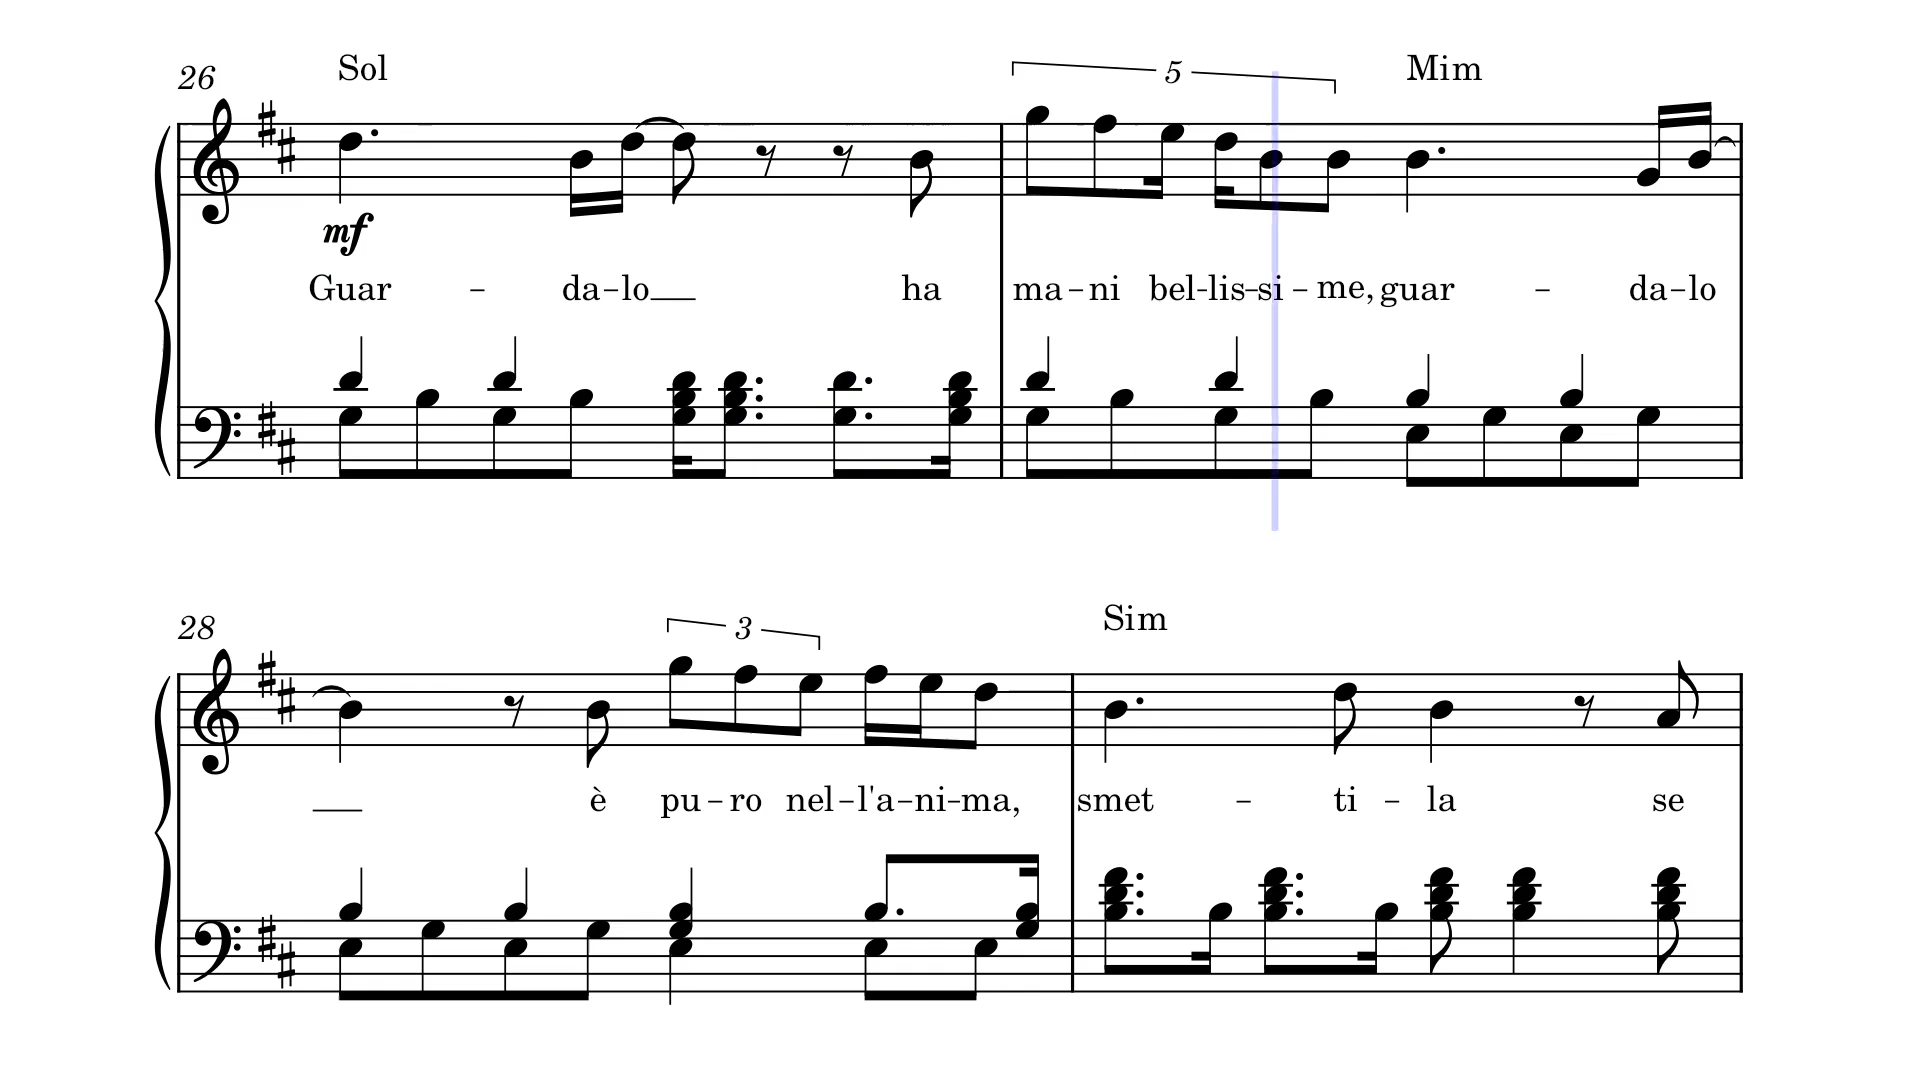 26 Sol 5 Mim
mf
Guar - da-lo ha ma-ni bel-lis-si-me, guar - da-lo
28 3 Sim
è pu-ro nel-l'a-ni-ma, smet - ti-la se